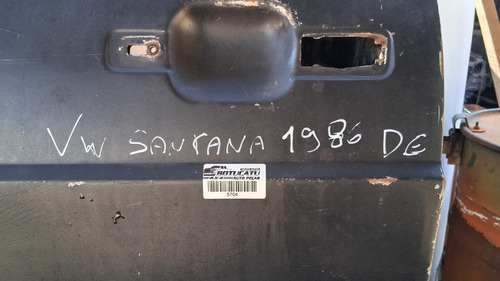 VW SANTANA 1986 DE
BOTUCATU
AUTO PEÇAS
5704